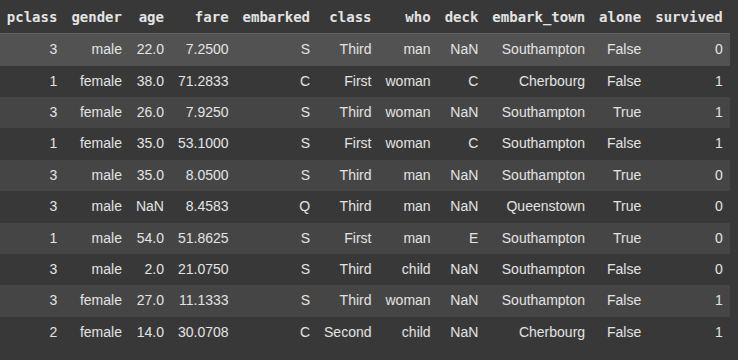 pclass gender age fare embarked class who deck embark_town alone survived
3 male 22.0 7.2500 S Third man NaN Southampton False 0
1 female 38.0 71.2833 C First woman C Cherbourg False 1
3 female 26.0 7.9250 S Third woman NaN Southampton True 1
1 female 35.0 53.1000 S First woman C Southampton False 1
3 male 35.0 8.0500 S Third man NaN Southampton True 0
3 male NaN 8.4583 Q Third man NaN Queenstown True 0
1 male 54.0 51.8625 S First man E Southampton True 0
3 male 2.0 21.0750 S Third child NaN Southampton False 0
3 female 27.0 11.1333 S Third woman NaN Southampton False 1
2 female 14.0 30.0708 C Second child NaN Cherbourg False 1